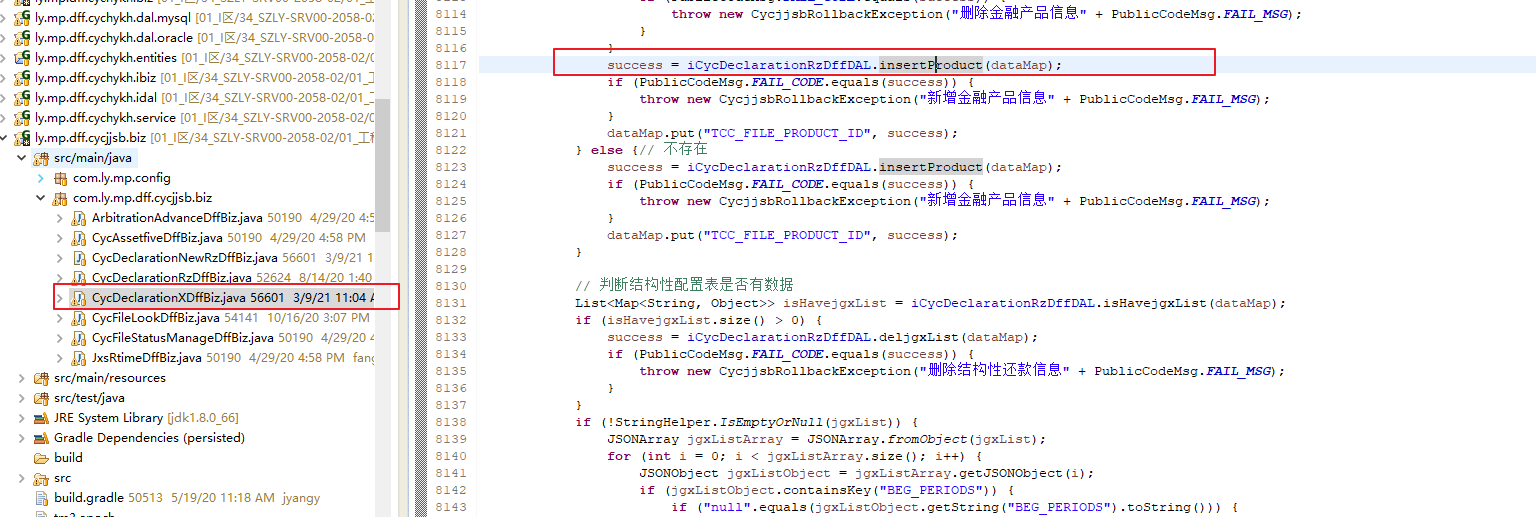 ly.mp.dff.cychykh.dal.mysql [01_I区/34_SZLY-SRV00-2058-0
ly.mp.dff.cychykh.dal.oracle [01_I区/34_SZLY-SRV00-2058-0
ly.mp.dff.cychykh.entities [01_I区/34_SZLY-SRV00-2058-02
ly.mp.dff.cychykh.ibiz [01_I区/34_SZLY-SRV00-2058-02/01_工
ly.mp.dff.cychykh.idal [01_I区/34_SZLY-SRV00-2058-02/01_
ly.mp.dff.cychykh.service [01_I区/34_SZLY-SRV00-2058-02/
ly.mp.dff.cycjjsb.biz [01_I区/34_SZLY-SRV00-2058-02/01_工程
src/main/java
com.ly.mp.config
com.ly.mp.dff.cycjjsb.biz
ArbitrationAdvanceDffBiz.java 50190 4/29/20 4:5
CycAssetfiveDffBiz.java 50190 4/29/20 4:58 PM
CycDeclarationNewRzDffBiz.java 56601 3/9/21 1
CycDeclarationRzDffBiz.java 52624 8/14/20 1:40
CycDeclarationXDffBiz.java 56601 3/9/21 11:04 A
CycFileLookDffBiz.java 54141 10/16/20 3:07 PM
CycFileStatusManageDffBiz.java 50190 4/29/20 4
JxsRtimeDffBiz.java 50190 4/29/20 4:58 PM fang
src/main/resources
src/test/java
JRE System Library [jdk1.8.0_66]
Gradle Dependencies (persisted)
build
src
build.gradle 50513 5/19/20 11:18 AM jyangy
8114 throw new CycjjsbRollbackException("删除金融产品信息" + PublicCodeMsg.FAIL_MSG);
8115 }
8116 }
8117 success = iCycDeclarationRzDffDAL.insertProduct(dataMap);
8118 if (PublicCodeMsg.FAIL_CODE.equals(success)) {
8119 throw new CycjjsbRollbackException("新增金融产品信息" + PublicCodeMsg.FAIL_MSG);
8120 }
8121 dataMap.put("TCC_FILE_PRODUCT_ID", success);
8122 } else {// 不存在
8123 success = iCycDeclarationRzDffDAL.insertProduct(dataMap);
8124 if (PublicCodeMsg.FAIL_CODE.equals(success)) {
8125 throw new CycjjsbRollbackException("新增金融产品信息" + PublicCodeMsg.FAIL_MSG);
8126 }
8127 dataMap.put("TCC_FILE_PRODUCT_ID", success);
8128 }
8129
8130 // 判断结构性配置表是否有数据
8131 List<Map<String, Object>> isHavejgxList = iCycDeclarationRzDffDAL.isHavejgxList(dataMap);
8132 if (isHavejgxList.size() > 0) {
8133 success = iCycDeclarationRzDffDAL.deljgxList(dataMap);
8134 if (PublicCodeMsg.FAIL_CODE.equals(success)) {
8135 throw new CycjjsbRollbackException("删除结构性还款信息" + PublicCodeMsg.FAIL_MSG);
8136 }
8137 }
8138 if (!StringHelper.IsEmptyOrNull(jgxList)) {
8139 JSONArray jgxListArray = JSONArray.fromObject(jgxList);
8140 for (int i = 0; i < jgxListArray.size(); i++) {
8141 JSONObject jgxListObject = jgxListArray.getJSONObject(i);
8142 if (jgxListObject.containsKey("BEG_PERIODS")) {
8143 if ("null".equals(jgxListObject.getString("BEG_PERIODS").toString())) {